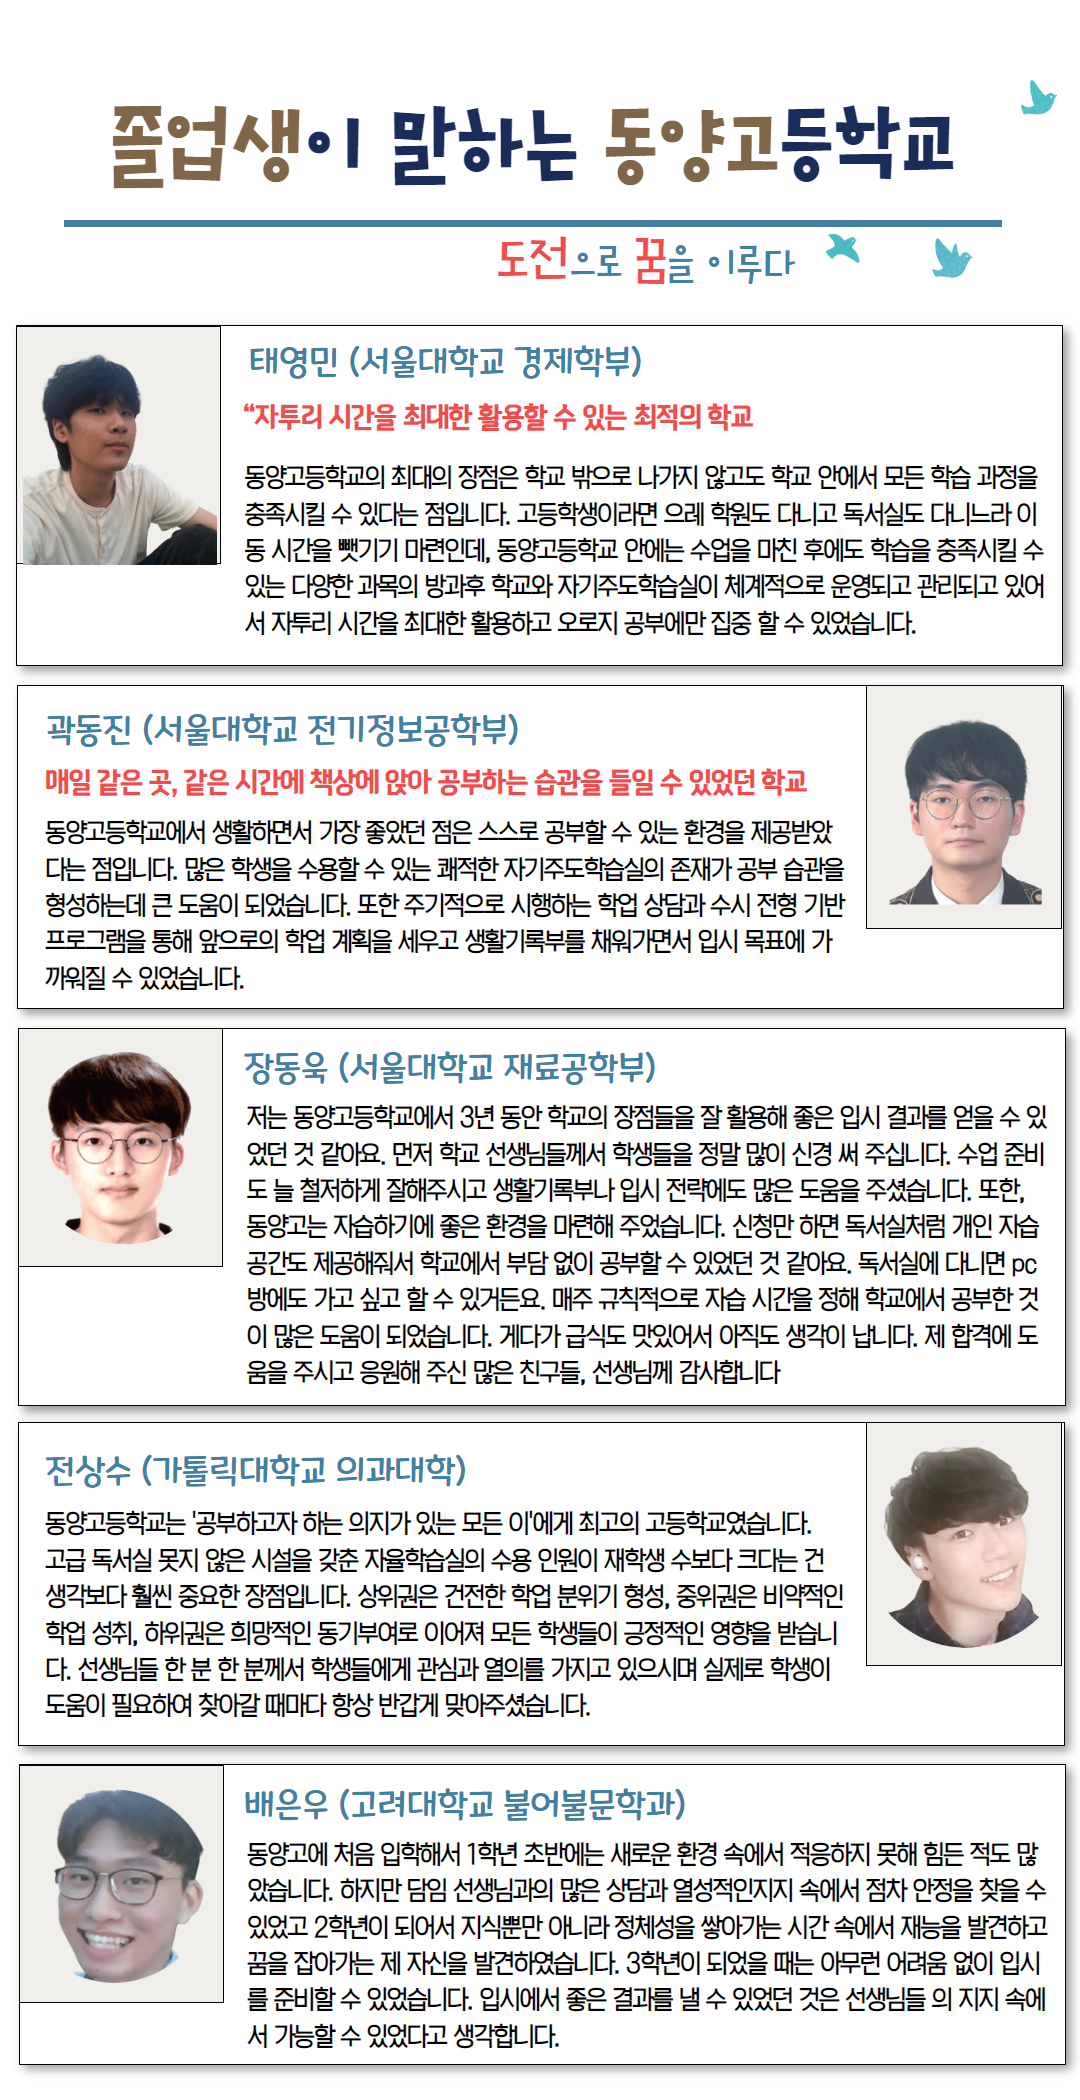 졸업생이 말하는 동양고등학교
도전으로 꿈을 이루다
태영민 (서울대학교 경제학부)
“자투리 시간을 최대한 활용할 수 있는 최적의 학교
동양고등학교의 최대의 장점은 학교 밖으로 나가지 않고도 학교 안에서 모든 학습 과정을
충족시킬 수 있다는 점입니다. 고등학생이라면 으레 학원도 다니고 독서실도 다니느라 이
동 시간을 뺏기기 마련인데, 동양고등학교 안에는 수업을 마친 후에도 학습을 충족시킬 수
있는 다양한 과목의 방과후 학교와 자기주도학습실이 체계적으로 운영되고 관리되고 있어
서 자투리 시간을 최대한 활용하고 오로지 공부에만 집중 할 수 있었습니다.
곽동진 (서울대학교 전기정보공학부)
매일 같은 곳, 같은 시간에 책상에 앉아 공부하는 습관을 들일 수 있었던 학교
동양고등학교에서 생활하면서 가장 좋았던 점은 스스로 공부할 수 있는 환경을 제공받았
다는 점입니다. 많은 학생을 수용할 수 있는 쾌적한 자기주도학습실의 존재가 공부 습관을
형성하는데 큰 도움이 되었습니다. 또한 주기적으로 시행하는 학업 상담과 수시 전형 기반
프로그램을 통해 앞으로의 학업 계획을 세우고 생활기록부를 채워가면서 입시 목표에 가
까워질 수 있었습니다.
장동욱 (서울대학교 재료공학부)
저는 동양고등학교에서 3년 동안 학교의 장점들을 잘 활용해 좋은 입시 결과를 얻을 수 있
었던 것 같아요. 먼저 학교 선생님들께서 학생들을 정말 많이 신경 써 주십니다. 수업 준비
도 늘 철저하게 잘해주시고 생활기록부나 입시 전략에도 많은 도움을 주셨습니다. 또한,
동양고는 자습하기에 좋은 환경을 마련해 주었습니다. 신청만 하면 독서실처럼 개인 자습
공간도 제공해줘서 학교에서 부담 없이 공부할 수 있었던 것 같아요. 독서실에 다니면 pc
방에도 가고 싶고 할 수 있거든요. 매주 규칙적으로 자습 시간을 정해 학교에서 공부한 것
이 많은 도움이 되었습니다. 게다가 급식도 맛있어서 아직도 생각이 납니다. 제 합격에 도
움을 주시고 응원해 주신 많은 친구들, 선생님께 감사합니다
전상수 (가톨릭대학교 의과대학)
동양고등학교는 '공부하고자 하는 의지가 있는 모든 이'에게 최고의 고등학교였습니다.
고급 독서실 못지 않은 시설을 갖춘 자율학습실의 수용 인원이 재학생 수보다 크다는 건
생각보다 훨씬 중요한 장점입니다. 상위권은 건전한 학업 분위기 형성, 중위권은 비약적인
학업 성취, 하위권은 희망적인 동기부여로 이어져 모든 학생들이 긍정적인 영향을 받습니
다. 선생님들 한 분 한 분께서 학생들에게 관심과 열의를 가지고 있으시며 실제로 학생이
도움이 필요하여 찾아갈 때마다 항상 반갑게 맞아주셨습니다.
배은우 (고려대학교 불어불문학과)
동양고에 처음 입학해서 1학년 초반에는 새로운 환경 속에서 적응하지 못해 힘든 적도 많
았습니다. 하지만 담임 선생님과의 많은 상담과 열성적인지지 속에서 점차 안정을 찾을 수
있었고 2학년이 되어서 지식뿐만 아니라 정체성을 쌓아가는 시간 속에서 재능을 발견하고
꿈을 잡아가는 제 자신을 발견하였습니다. 3학년이 되었을 때는 아무런 어려움 없이 입시
를 준비할 수 있었습니다. 입시에서 좋은 결과를 낼 수 있었던 것은 선생님들 의 지지 속에
서 가능할 수 있었다고 생각합니다.